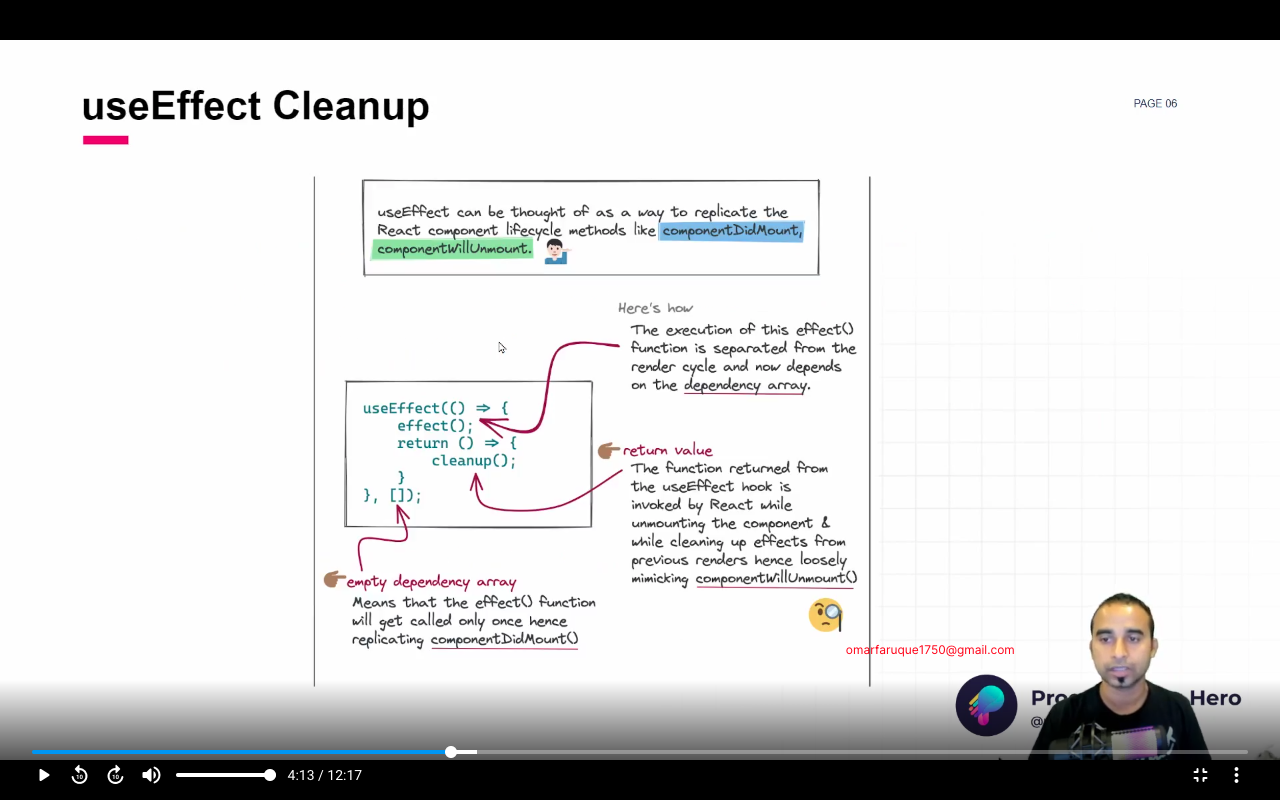 useEffect Cleanup
PAGE 06
useEffect can be thought of as a way to replicate the
React component lifecycle methods like componentDidMount,
componentWillUnmount.
Here's how
The execution of this effect()
function is separated from the
render cycle and now depends
on the dependency array.
useEffect(() => {
effect();
return () => {
cleanup();
}
}, []);
return value
The function returned from
the useEffect hook is
invoked by React while
unmounting the component &
while cleaning up effects from
previous renders hence loosely
mimicking componentWillUnmount()
empty dependency array
Means that the effect() function
will get called only once hence
replicating componentDidMount()
omarfaruque1750@gmail.com
Hero
10
10
4:13 / 12:17